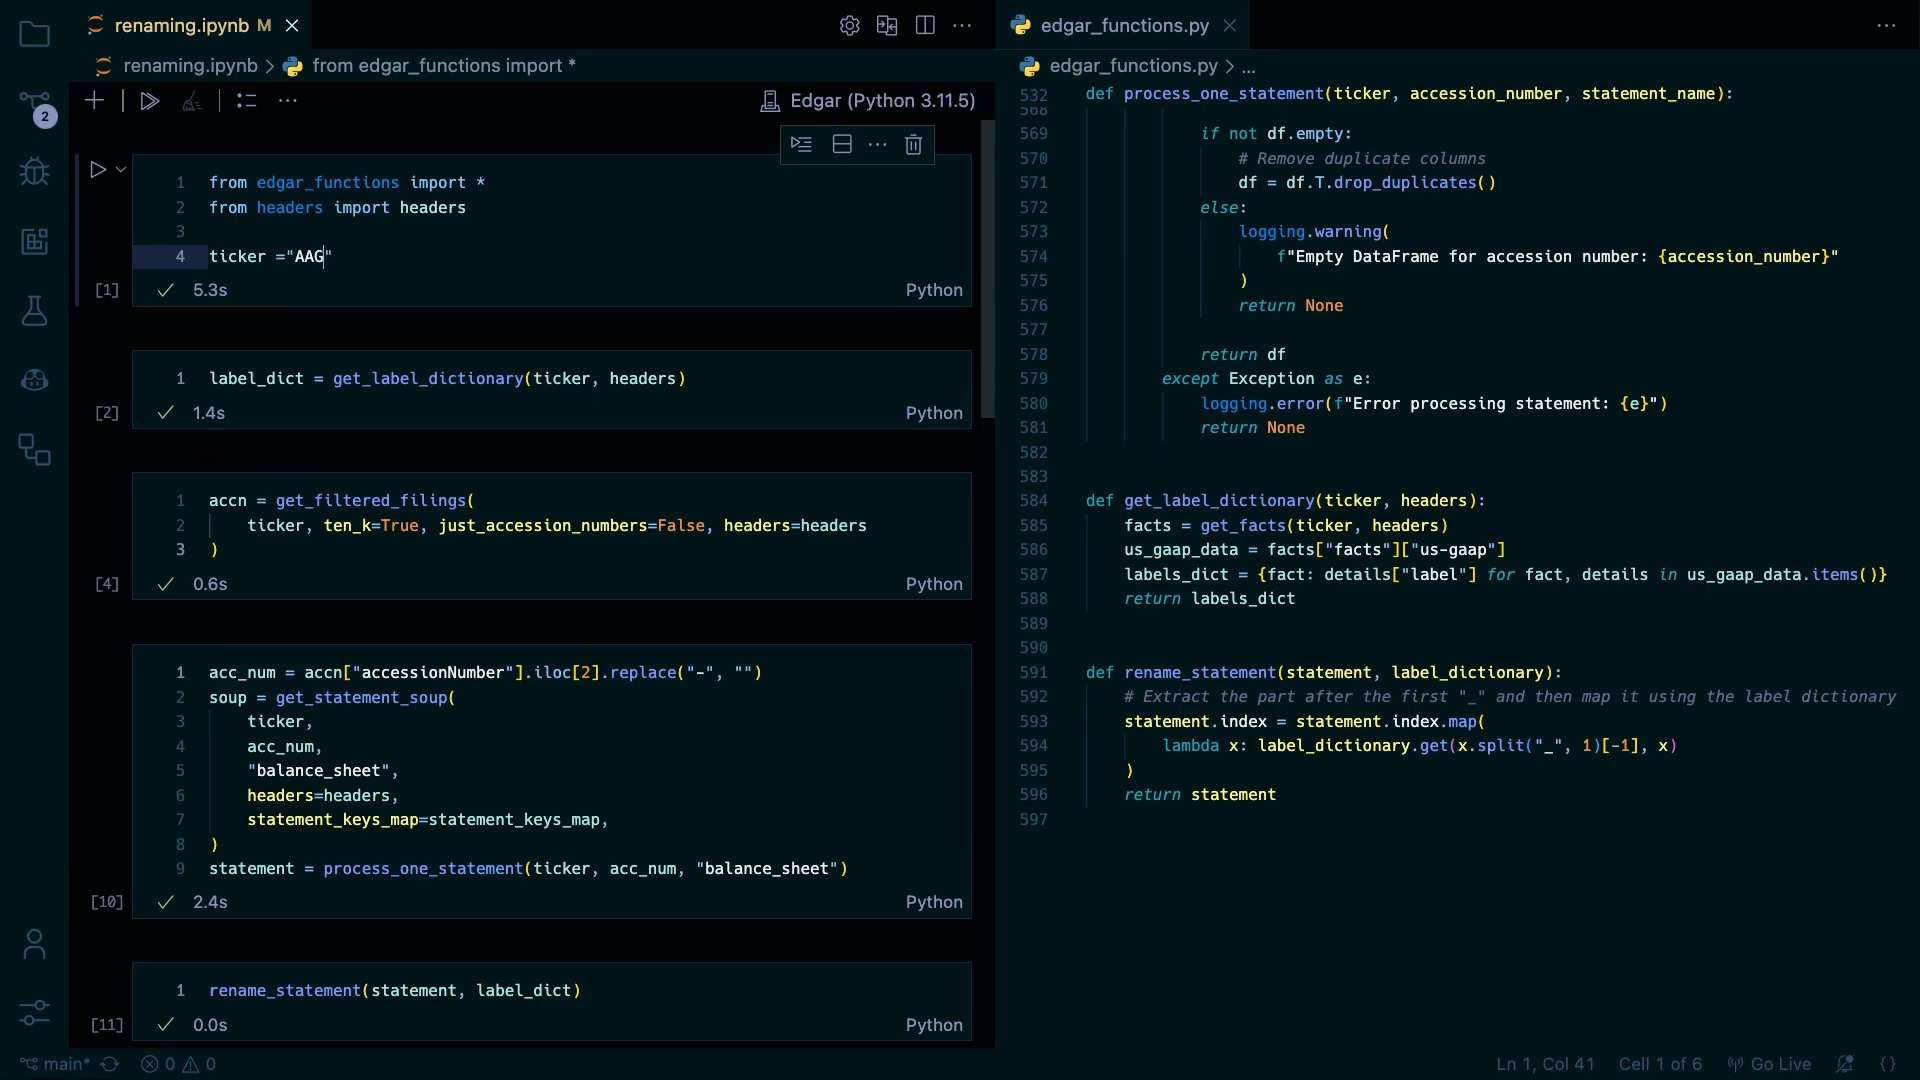 renaming.ipynb M
edgar_functions.py
renaming.ipynb > from edgar_functions import *
edgar_functions.py > ...
Edgar (Python 3.11.5)
2
1 from edgar_functions import *
2 from headers import headers
3
4 ticker ="AAG"
[1] 5.3s Python
1 label_dict = get_label_dictionary(ticker, headers)
[2] 1.4s Python
1 accn = get_filtered_filings(
2 ticker, ten_k=True, just_accession_numbers=False, headers=headers
3 )
[4] 0.6s Python
1 acc_num = accn["accessionNumber"].iloc[2].replace("-", "")
2 soup = get_statement_soup(
3 ticker,
4 acc_num,
5 "balance_sheet",
6 headers=headers,
7 statement_keys_map=statement_keys_map,
8 )
9 statement = process_one_statement(ticker, acc_num, "balance_sheet")
[10] 2.4s Python
1 rename_statement(statement, label_dict)
[11] 0.0s Python
532 def process_one_statement(ticker, accession_number, statement_name):
568
569 if not df.empty:
570 # Remove duplicate columns
571 df = df.T.drop_duplicates()
572 else:
573 logging.warning(
574 f"Empty DataFrame for accession number: {accession_number}"
575 )
576 return None
577
578 return df
579 except Exception as e:
580 logging.error(f"Error processing statement: {e}")
581 return None
582
583
584 def get_label_dictionary(ticker, headers):
585 facts = get_facts(ticker, headers)
586 us_gaap_data = facts["facts"]["us-gaap"]
587 labels_dict = {fact: details["label"] for fact, details in us_gaap_data.items()}
588 return labels_dict
589
590
591 def rename_statement(statement, label_dictionary):
592 # Extract the part after the first "_" and then map it using the label dictionary
593 statement.index = statement.index.map(
594 lambda x: label_dictionary.get(x.split("_", 1)[-1], x)
595 )
596 return statement
597
main* 0 0
Ln 1, Col 41 Cell 1 of 6 Go Live {}